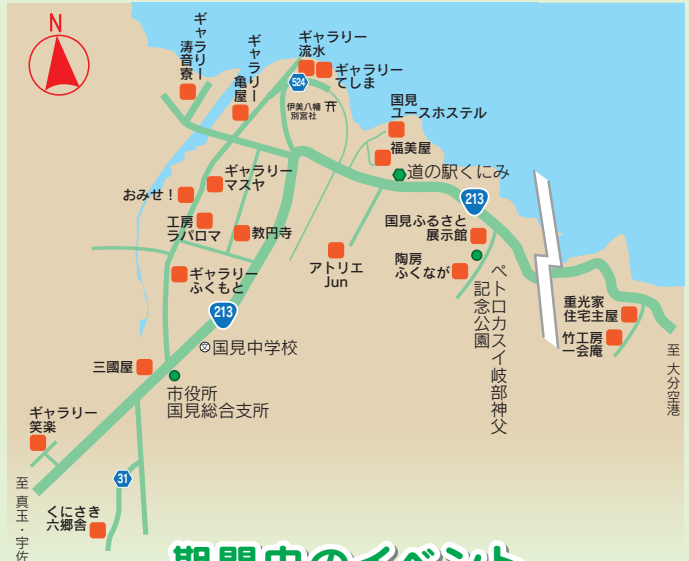 N
ギャラリー
涛音寮
ギャラリー
亀屋
ギャラリー
流水
ギャラリー
てしま
524
伊美八幡
別宮社
国見
ユースホステル
福美屋
道の駅くにみ
213
ギャラリー
マスヤ
おみせ！
工房
ラパロマ
教円寺
国見ふるさと
展示館
陶房
ふくなが
アトリエ
Jun
ギャラリー
ふくもと
ペトロカスイ岐部神父
記念公園
重光家
住宅主屋
竹工房
一会庵
至 大分空港
213
文
国見中学校
三國屋
市役所
国見総合支所
ギャラリー
笑楽
31
至 真玉・宇佐
くにさき
六郷舎
期間中のイベント